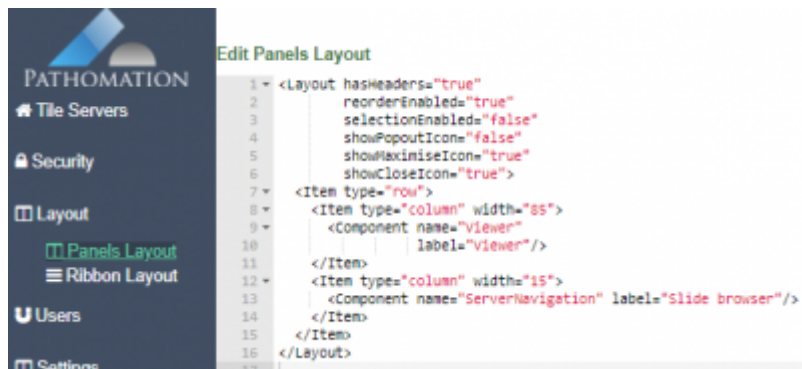 PATHOMATION
Tile Servers
Security
Layout
Panels Layout
Ribbon Layout
Users
Settings
Edit Panels Layout
1 <Layout hasHeaders="true"
2 reorderEnabled="true"
3 selectionEnabled="false"
4 showPopoutIcon="false"
5 showMaximiseIcon="true"
6 showCloseIcon="true">
7 <Item type="row">
8 <Item type="column" width="85">
9 <Component name="Viewer"
10 label="Viewer"/>
11 </Item>
12 <Item type="column" width="15">
13 <Component name="ServerNavigation" label="Slide browser"/>
14 </Item>
15 </Item>
16 </Layout>
17